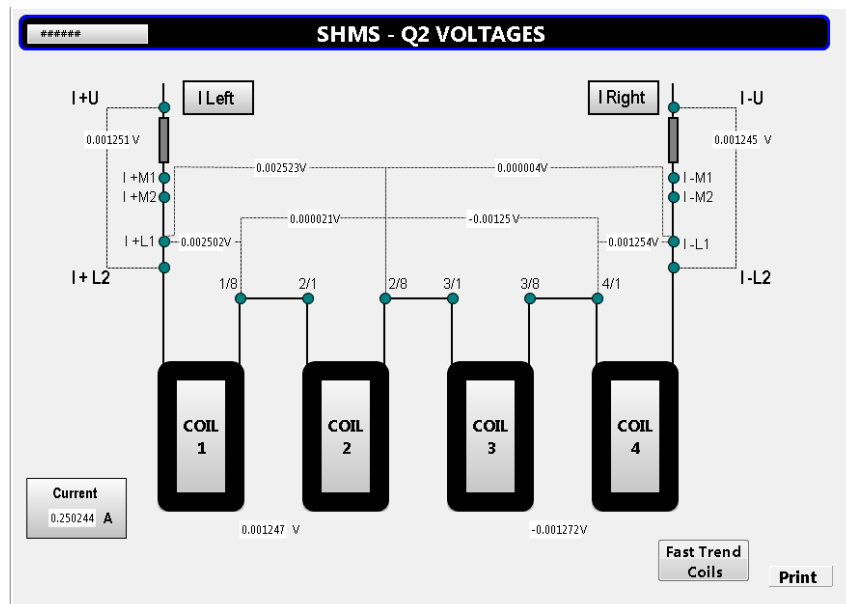 ######
SHMS - Q2 VOLTAGES
I +U
I Left
I Right
I -U
0.001251 V
0.001245 V
0.002523V
0.000004V
I +M1
I -M1
I +M2
I -M2
0.000021V
-0.00125 V
I +L1
0.002502V
0.001254V
I -L1
I + L2
I -L2
1/8
2/1
2/8
3/1
3/8
4/1
COIL
1
COIL
2
COIL
3
COIL
4
Current
0.250244 A
0.001247 V
-0.001272V
Fast Trend
Coils
Print